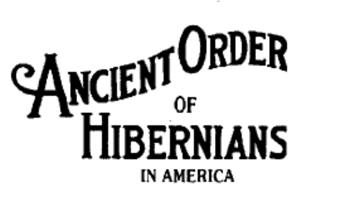 ANCIENT ORDER
OF
HIBERNIANS
IN AMERICA